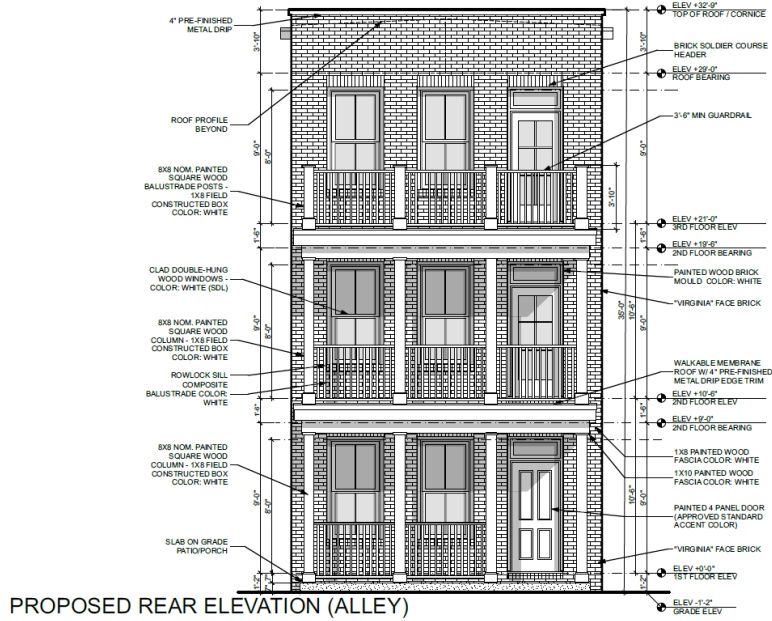 4" PRE-FINISHED
METAL DRIP
ROOF PROFILE
BEYOND
8X8 NOM. PAINTED
SQUARE WOOD
BALUSTRADE POSTS -
1X8 FIELD
CONSTRUCTED BOX
COLOR: WHITE
CLAD DOUBLE-HUNG
WOOD WINDOWS -
COLOR: WHITE (SDL)
8X8 NOM. PAINTED
SQUARE WOOD
COLUMN - 1X8 FIELD
CONSTRUCTED BOX
COLOR: WHITE
ROWLOCK SILL
COMPOSITE
BALUSTRADE COLOR:
WHITE
8X8 NOM. PAINTED
SQUARE WOOD
COLUMN - 1X8 FIELD
CONSTRUCTED BOX
COLOR: WHITE
SLAB ON GRADE
PATIO/PORCH
3'-10"
9'-0"
8'-0"
1'-6"
9'-0"
8'-0"
1'-6"
9'-0"
8'-0"
1'-2"
3'-10"
9'-0"
3'-10"
1'-6"
35'-0"
10'-6"
9'-0"
1'-6"
10'-6"
9'-0"
1'-2"
ELEV +32'-9"
TOP OF ROOF / CORNICE
BRICK SOLDIER COURSE
HEADER
ELEV +29'-0"
ROOF BEARING
3'-6" MIN GUARDRAIL
ELEV +21'-0"
3RD FLOOR ELEV
ELEV +19'-6"
2ND FLOOR BEARING
PAINTED WOOD BRICK
MOULD COLOR: WHITE
"VIRGINIA" FACE BRICK
WALKABLE MEMBRANE
ROOF W/ 4" PRE-FINISHED
METAL DRIP EDGE TRIM
ELEV +10'-6"
2ND FLOOR ELEV
ELEV +9'-0"
2ND FLOOR BEARING
1X8 PAINTED WOOD
FASCIA COLOR: WHITE
1X10 PAINTED WOOD
FASCIA COLOR: WHITE
PAINTED 4 PANEL DOOR
(APPROVED STANDARD
ACCENT COLOR)
"VIRGINIA" FACE BRICK
ELEV +0'-0"
1ST FLOOR ELEV
ELEV -1'-2"
GRADE ELEV
PROPOSED REAR ELEVATION (ALLEY)